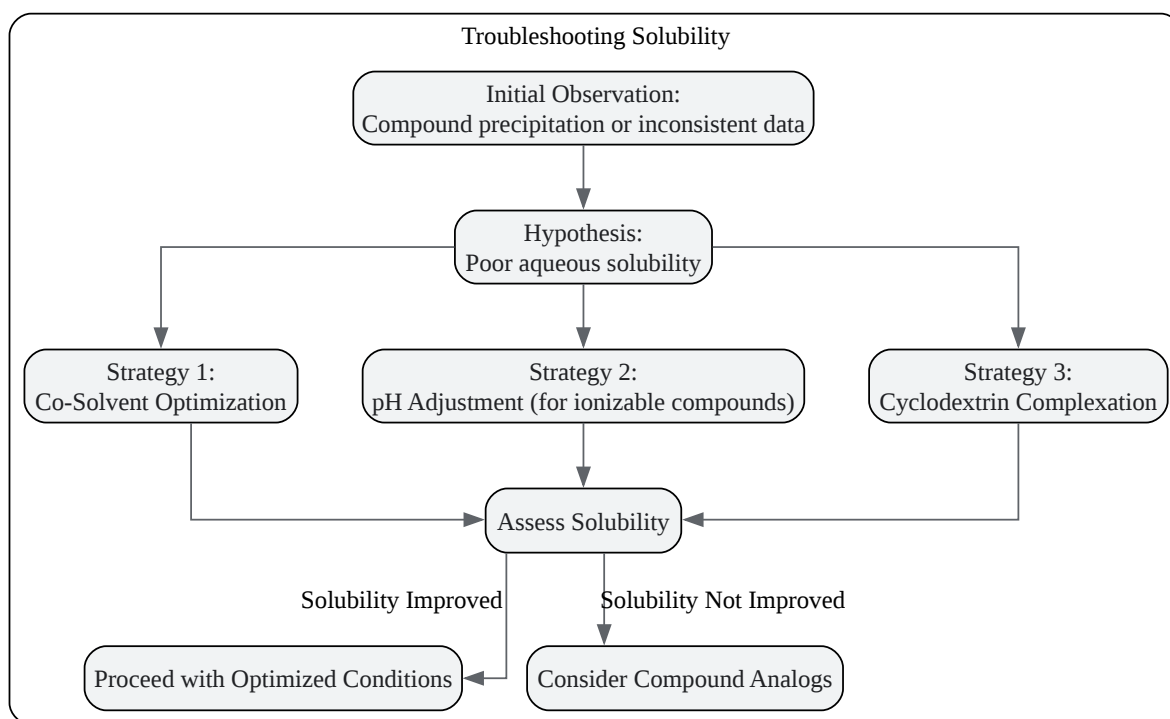 Troubleshooting Solubility
Initial Observation:
Compound precipitation or inconsistent data
Hypothesis:
Poor aqueous solubility
Strategy 1:
Co-Solvent Optimization
Strategy 2:
pH Adjustment (for ionizable compounds)
Strategy 3:
Cyclodextrin Complexation
Assess Solubility
Solubility Improved
Solubility Not Improved
Proceed with Optimized Conditions
Consider Compound Analogs